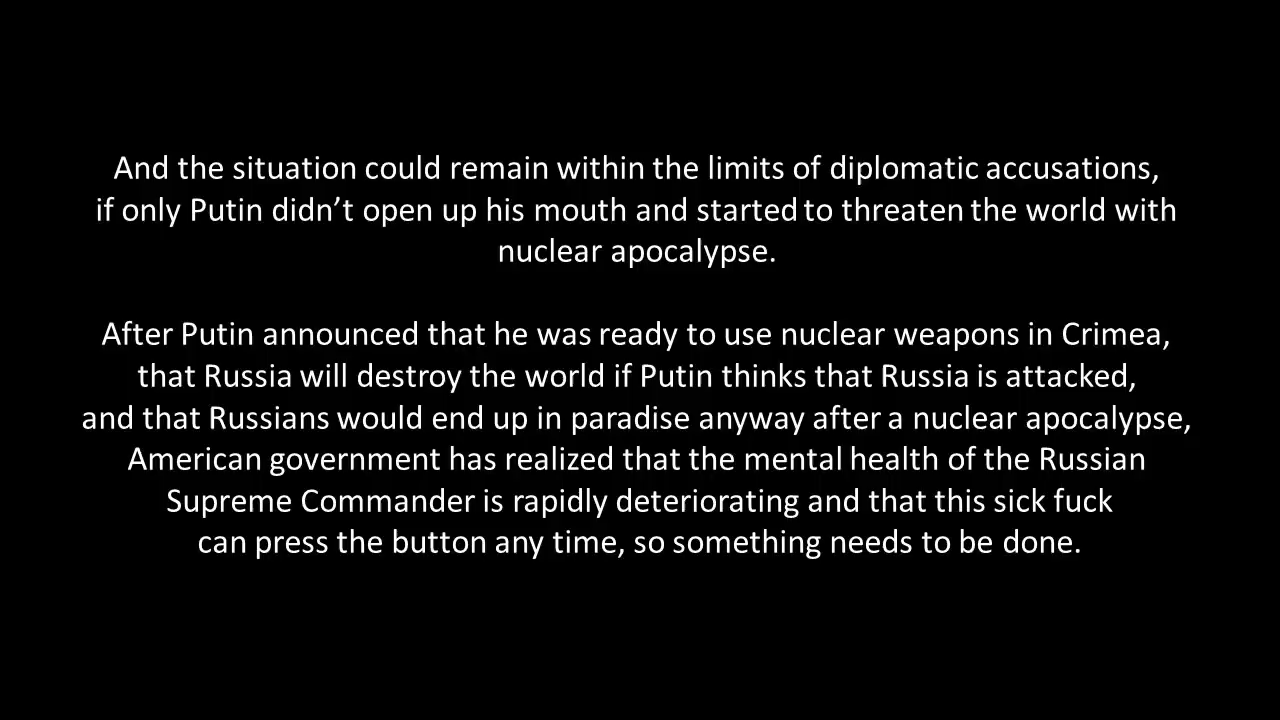 And the situation could remain within the limits of diplomatic accusations,
if only Putin didn’t open up his mouth and started to threaten the world with
nuclear apocalypse.
After Putin announced that he was ready to use nuclear weapons in Crimea,
that Russia will destroy the world if Putin thinks that Russia is attacked,
and that Russians would end up in paradise anyway after a nuclear apocalypse,
American government has realized that the mental health of the Russian
Supreme Commander is rapidly deteriorating and that this sick fuck
can press the button any time, so something needs to be done.